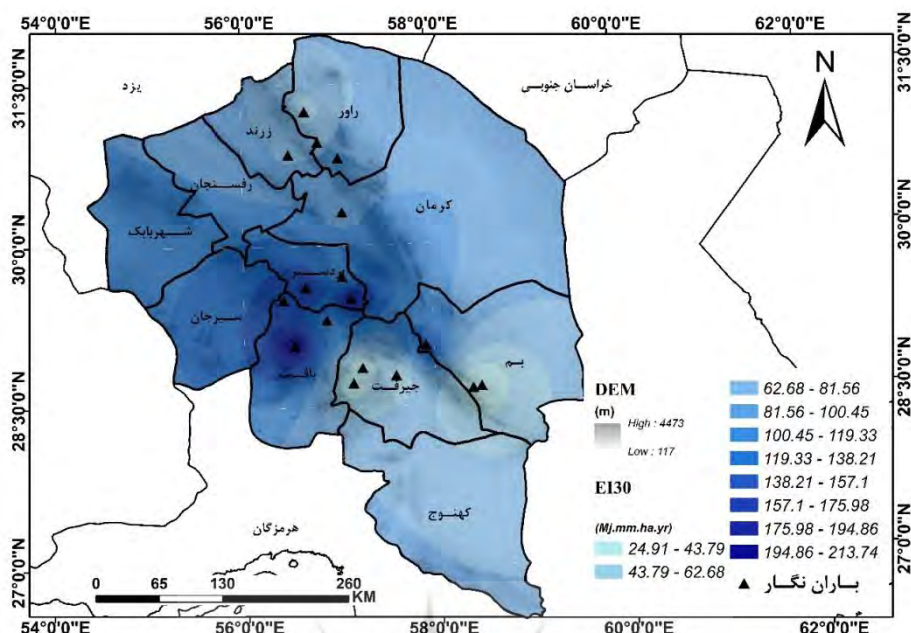 54°0'0"E 56°0'0"E 58°0'0"E 60°0'0"E 62°0'0"E
31°30'0"N
30°0'0"N
28°30'0"N
27°0'0"N
31°30'0"N
30°0'0"N
28°30'0"N
27°0'0"N
N
یزد
خراسان جنوبی
راور
زرند
رفسنجان
کرمان
شهربابک
سیرجان
بافت
جیرفت
بم
کهنوج
هرمزگان
DEM
(m)
High : 4473
Low : 117
EI30
(Mj.mm.ha.yr)
24.91 - 43.79
43.79 - 62.68
62.68 - 81.56
81.56 - 100.45
100.45 - 119.33
119.33 - 138.21
138.21 - 157.1
157.1 - 175.98
175.98 - 194.86
194.86 - 213.74
باران نگار
0 65 130 260
KM
54°0'0"E 56°0'0"E 58°0'0"E 60°0'0"E 62°0'0"E